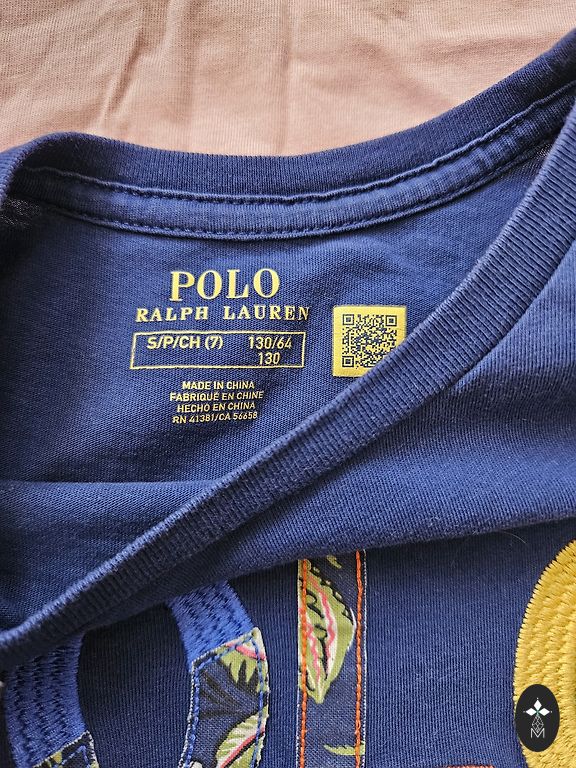 POLO
RALPH LAUREN
S/P/CH (7) 130/64
130
MADE IN CHINA
FABRIQUÉ EN CHINE
HECHO EN CHINA
RN 41381/CA 56658
M